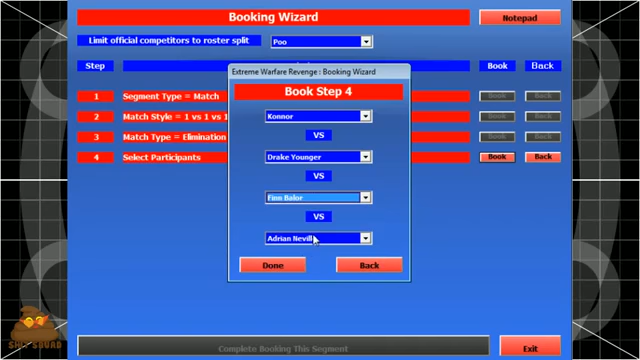 Booking Wizard
Notepad
Limit official competitors to roster split
Poo
Step
Book
Back
Extreme Warfare Revenge : Booking Wizard
Book Step 4
1
Segment Type = Match
Book
Back
2
Match Style = 1 vs 1 vs 1
Book
Back
3
Match Type = Elimination
Book
Back
4
Select Participants
Book
Back
Konnor
VS
Drake Younger
VS
Finn Balor
VS
Adrian Neville
Done
Back
Complete Booking This Segment
Exit
SHIT SQUAD